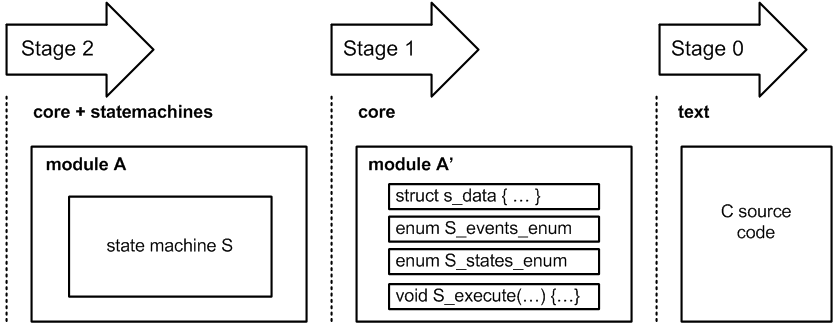 Stage 2
Stage 1
Stage 0
core + statemachines
core
text
module A
state machine S
module A’
struct s_data { … }
enum S_events_enum
enum S_states_enum
void S_execute(…) {…}
C source
code